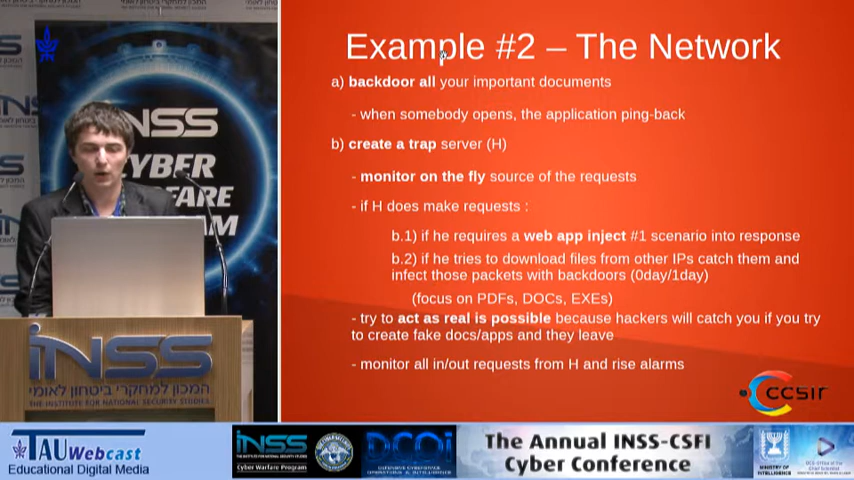 Example #2 – The Network
a) backdoor all your important documents
- when somebody opens, the application ping-back
b) create a trap server (H)
- monitor on the fly source of the requests
- if H does make requests :
b.1) if he requires a web app inject #1 scenario into response
b.2) if he tries to download files from other IPs catch them and
infect those packets with backdoors (0day/1day)
(focus on PDFs, DOCs, EXEs)
- try to act as real is possible because hackers will catch you if you try
to create fake docs/apps and they leave
- monitor all in/out requests from H and rise alarms
ccsir
iNSS
CYBER
iNSS
המכון למחקרי ביטחון לאומי
THE INSTITUTE FOR NATIONAL SECURITY STUDIES
TAU Webcast
Educational Digital Media
iNSS
Cyber Warfare Program
DCOI
The Annual INSS-CSFI
Cyber Conference
MINISTRY OF
INTELLIGENCE